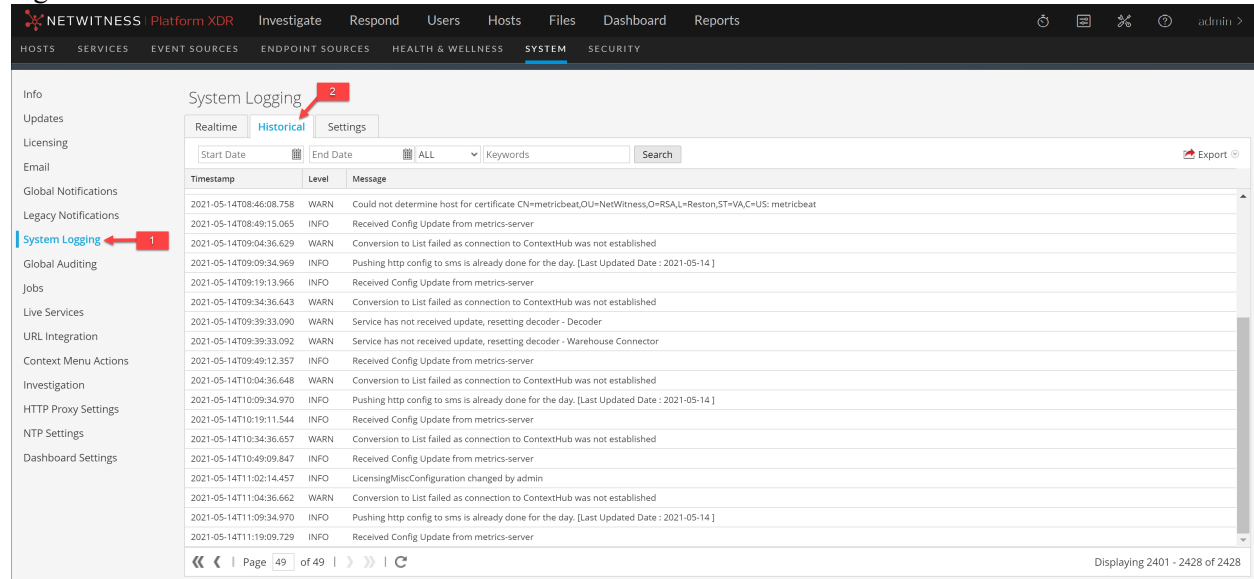 NETWITNESS Platform XDR Investigate Respond Users Hosts Files Dashboard Reports admin >
HOSTS SERVICES EVENT SOURCES ENDPOINT SOURCES HEALTH & WELLNESS SYSTEM SECURITY
Info
Updates
Licensing
Email
Global Notifications
Legacy Notifications
System Logging 1
Global Auditing
Jobs
Live Services
URL Integration
Context Menu Actions
Investigation
HTTP Proxy Settings
NTP Settings
Dashboard Settings
System Logging 2
Realtime Historical Settings
Start Date End Date ALL Keywords Search Export
Timestamp Level Message
2021-05-14T08:46:08.758 WARN Could not determine host for certificate CN=metricbeat,OU=NetWitness,O=RSA,L=Reston,ST=VA,C=US: metricbeat
2021-05-14T08:49:15.065 INFO Received Config Update from metrics-server
2021-05-14T09:04:36.629 WARN Conversion to List failed as connection to ContextHub was not established
2021-05-14T09:09:34.969 INFO Pushing http config to sms is already done for the day. [Last Updated Date : 2021-05-14 ]
2021-05-14T09:19:13.966 INFO Received Config Update from metrics-server
2021-05-14T09:34:36.643 WARN Conversion to List failed as connection to ContextHub was not established
2021-05-14T09:39:33.090 WARN Service has not received update, resetting decoder - Decoder
2021-05-14T09:39:33.092 WARN Service has not received update, resetting decoder - Warehouse Connector
2021-05-14T09:49:12.357 INFO Received Config Update from metrics-server
2021-05-14T10:04:36.648 WARN Conversion to List failed as connection to ContextHub was not established
2021-05-14T10:09:34.970 INFO Pushing http config to sms is already done for the day. [Last Updated Date : 2021-05-14 ]
2021-05-14T10:19:11.544 INFO Received Config Update from metrics-server
2021-05-14T10:34:36.657 WARN Conversion to List failed as connection to ContextHub was not established
2021-05-14T10:49:09.847 INFO Received Config Update from metrics-server
2021-05-14T11:02:14.457 INFO LicensingMiscConfiguration changed by admin
2021-05-14T11:04:36.662 WARN Conversion to List failed as connection to ContextHub was not established
2021-05-14T11:09:34.970 INFO Pushing http config to sms is already done for the day. [Last Updated Date : 2021-05-14 ]
2021-05-14T11:19:09.729 INFO Received Config Update from metrics-server
Page 49 of 49 Displaying 2401 - 2428 of 2428